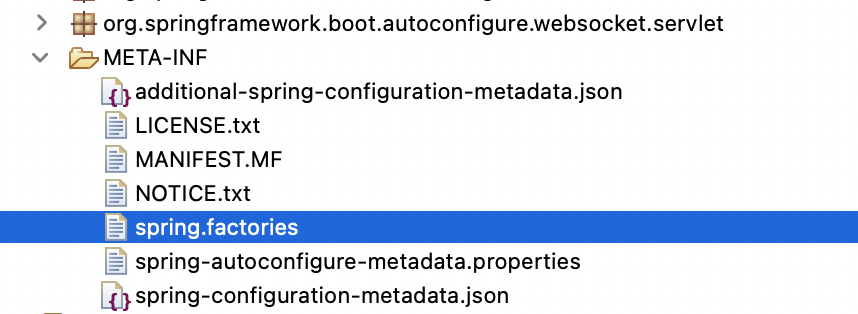 org.springframework.boot.autoconfigure.websocket.servlet
META-INF
additional-spring-configuration-metadata.json
LICENSE.txt
MANIFEST.MF
NOTICE.txt
spring.factories
spring-autoconfigure-metadata.properties
spring-configuration-metadata.json